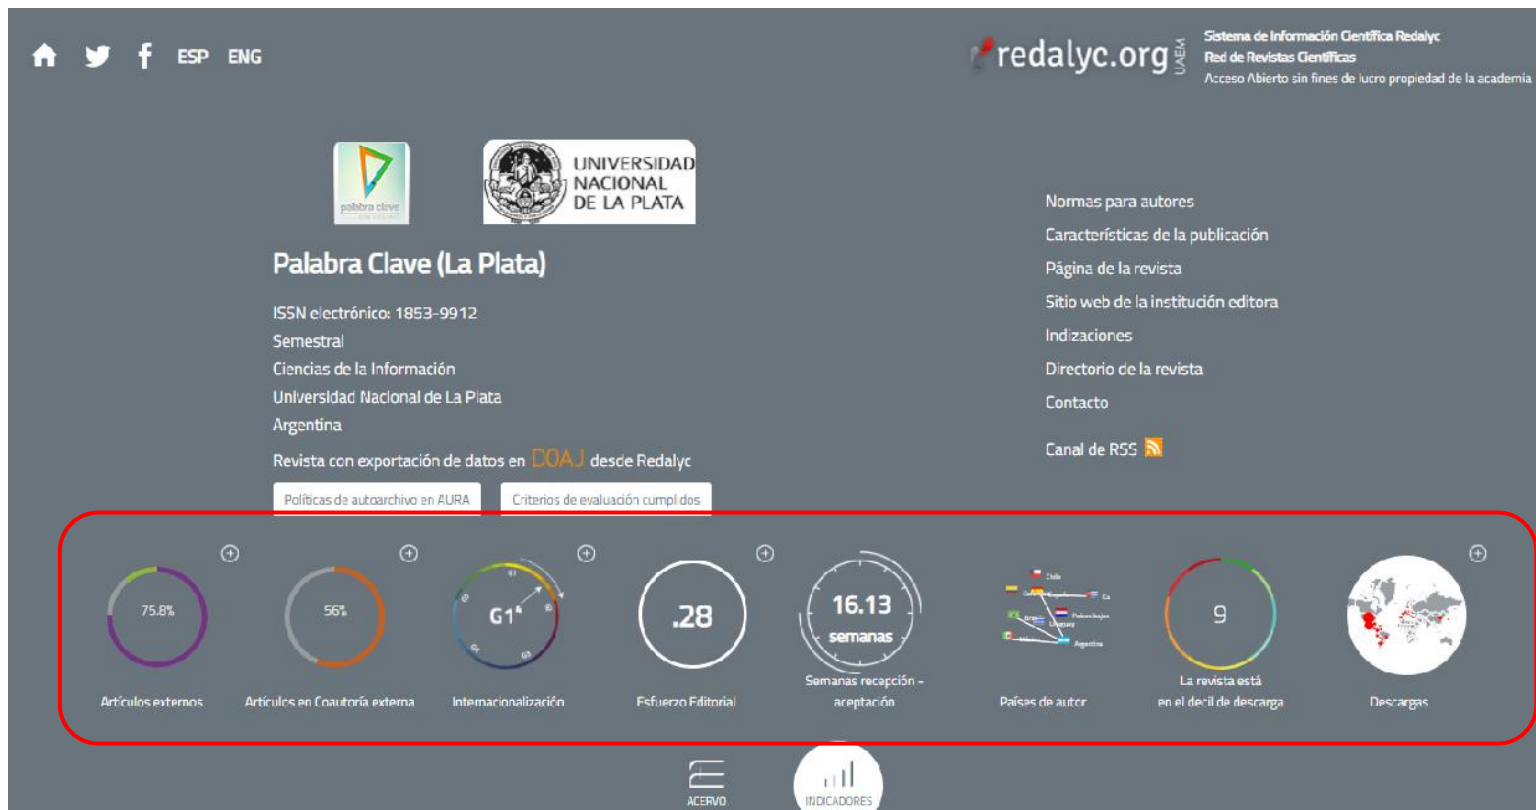 ESP ENG
redalyc.org
UAEM
Sistema de Información Científica Redalyc
Red de Revistas Científicas
Acceso Abierto sin fines de lucro propiedad de la academia
palabra clave
UNIVERSIDAD
NACIONAL
DE LA PLATA
Palabra Clave (La Plata)
ISSN electrónico: 1853-9912
Semestral
Ciencias de la Información
Universidad Nacional de La Plata
Argentina
Revista con exportación de datos en DOAJ desde Redalyc
Políticas de autoarchivo en AURA
Criterios de evaluación cumplidos
Normas para autores
Características de la publicación
Página de la revista
Sitio web de la institución editora
Indizaciones
Directorio de la revista
Contacto
Canal de RSS
75.8%
Artículos externos
56%
Artículos en Coautoría externa
G1
Internacionalización
.28
Esfuerzo Editorial
16.13
semanas
Semanas recepción -
aceptación
Chile
Uruguay
Argentina
Países de autor
9
La revista está
en el decil de descarga
Descargas
ACERVO
INDICADORES